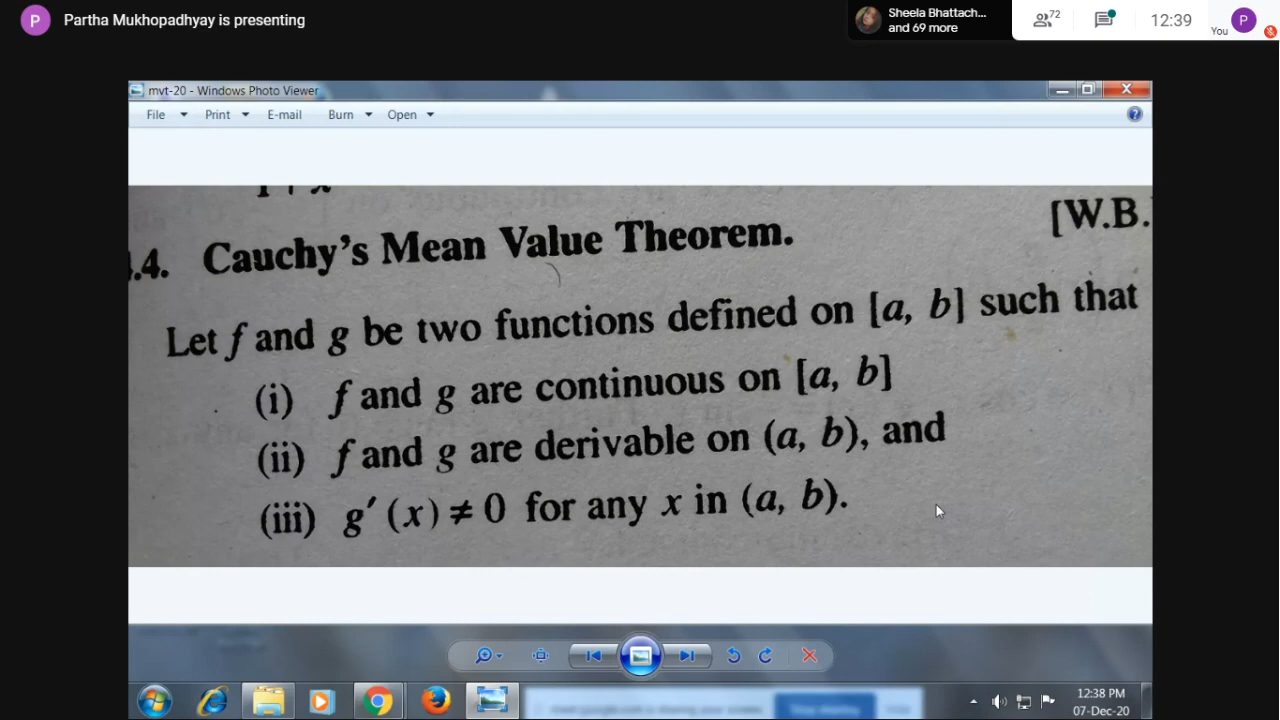 P Partha Mukhopadhyay is presenting
Sheela Bhattach...
and 69 more
72
12:39
You P
mvt-20 - Windows Photo Viewer
File Print E-mail Burn Open
[W.B.
.4. Cauchy's Mean Value Theorem.
Let f and g be two functions defined on [a, b] such that
(i) f and g are continuous on [a, b]
(ii) f and g are derivable on (a, b), and
(iii) g′ (x) ≠ 0 for any x in (a, b).
12:38 PM
07-Dec-20